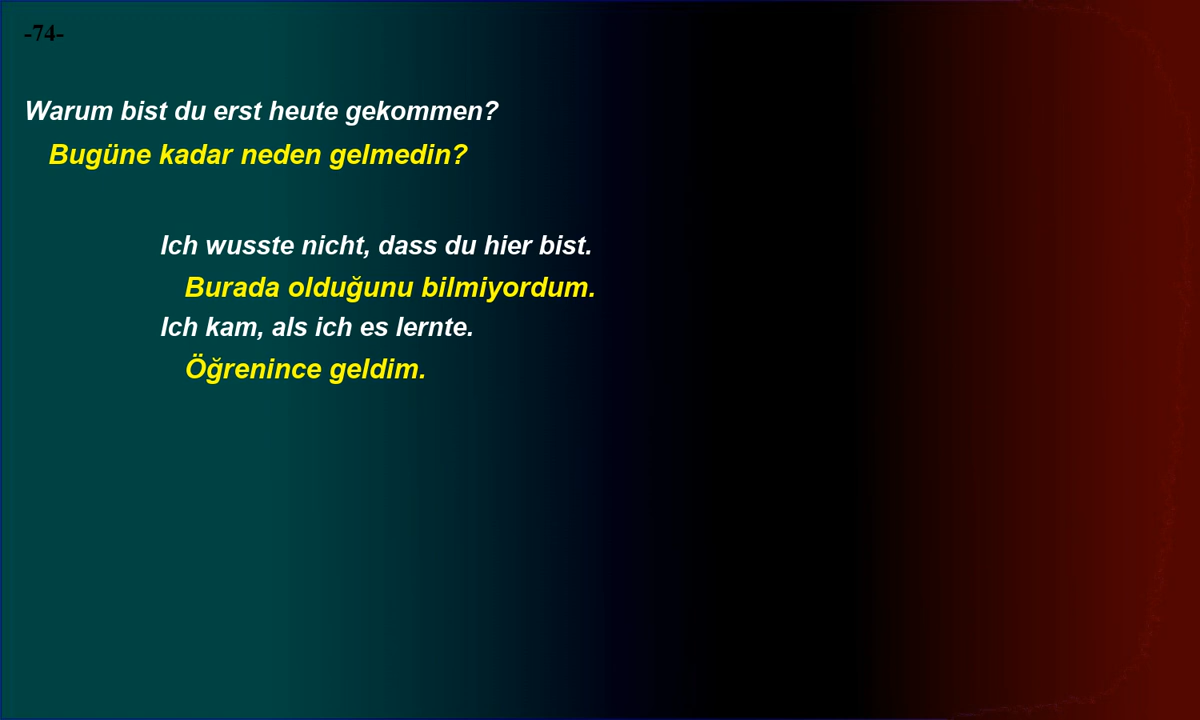 -74-
Warum bist du erst heute gekommen?
Bugüne kadar neden gelmedin?
Ich wusste nicht, dass du hier bist.
Burada olduğunu bilmiyordum.
Ich kam, als ich es lernte.
Öğrenince geldim.